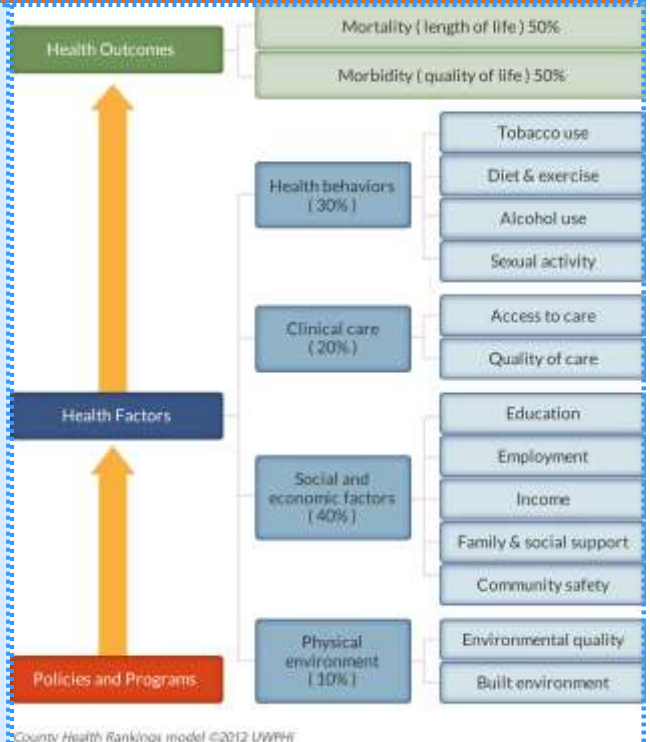 Health Outcomes
Mortality ( length of life ) 50%
Morbidity ( quality of life ) 50%
Health Factors
Health behaviors
( 30% )
Tobacco use
Diet & exercise
Alcohol use
Sexual activity
Clinical care
( 20% )
Access to care
Quality of care
Social and
economic factors
( 40% )
Education
Employment
Income
Family & social support
Community safety
Policies and Programs
Physical
environment
( 10% )
Environmental quality
Built environment
County Health Rankings model ©2012 UWPHI